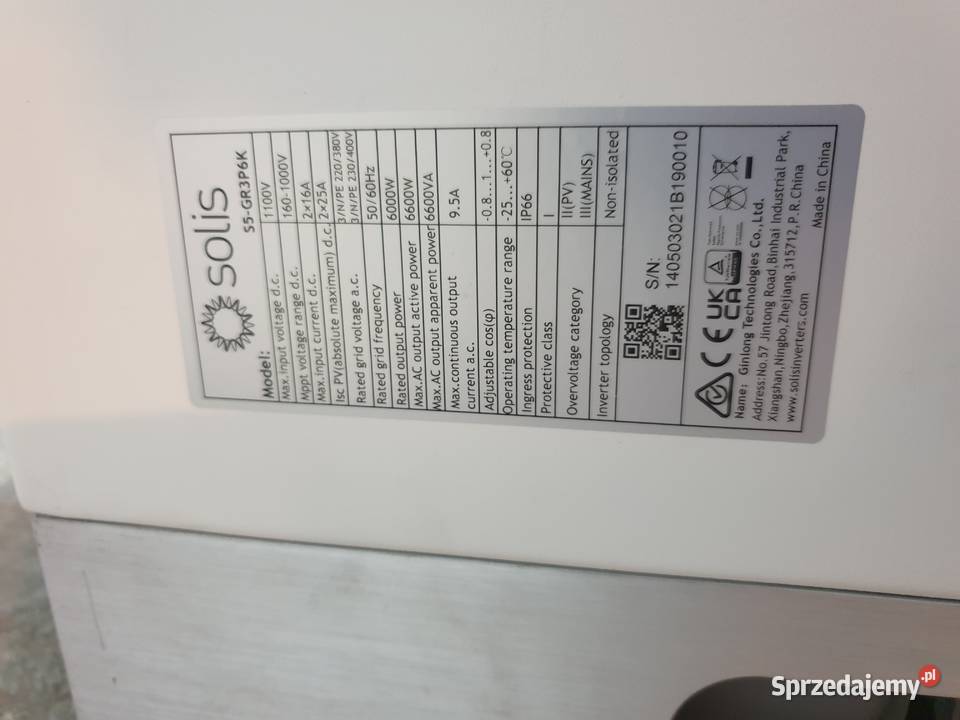 solis
Model: S5-GR3P6K
Max.input voltage d.c. 1100V
Mppt voltage range d.c. 160-1000V
Max.input current d.c. 2×16A
Isc PV(absolute maximum) d.c. 2×25A
Rated grid voltage a.c. 3/N/PE 220/380V
3/N/PE 230/400V
Rated grid frequency 50/60Hz
Rated output power 6000W
Max.AC output active power 6600W
Max.AC output apparent power 6600VA
Max.continuous output
current a.c. 9.5A
Adjustable cos(φ) -0.8...1...+0.8
Operating temperature range -25...+60℃
Ingress protection IP66
Protective class I
Overvoltage category II(PV)
III(MAINS)
Inverter topology Non-isolated
S/N:
140503021B190010
CE UK
CA
Name: Ginlong Technologies Co.,Ltd.
Address:No.57 Jintong Road,Binhai Industrial Park,
Xiangshan,Ningbo,Zhejiang,315712,P.R.China
www.solisinverters.com Made in China
Sprzedajemy.pl